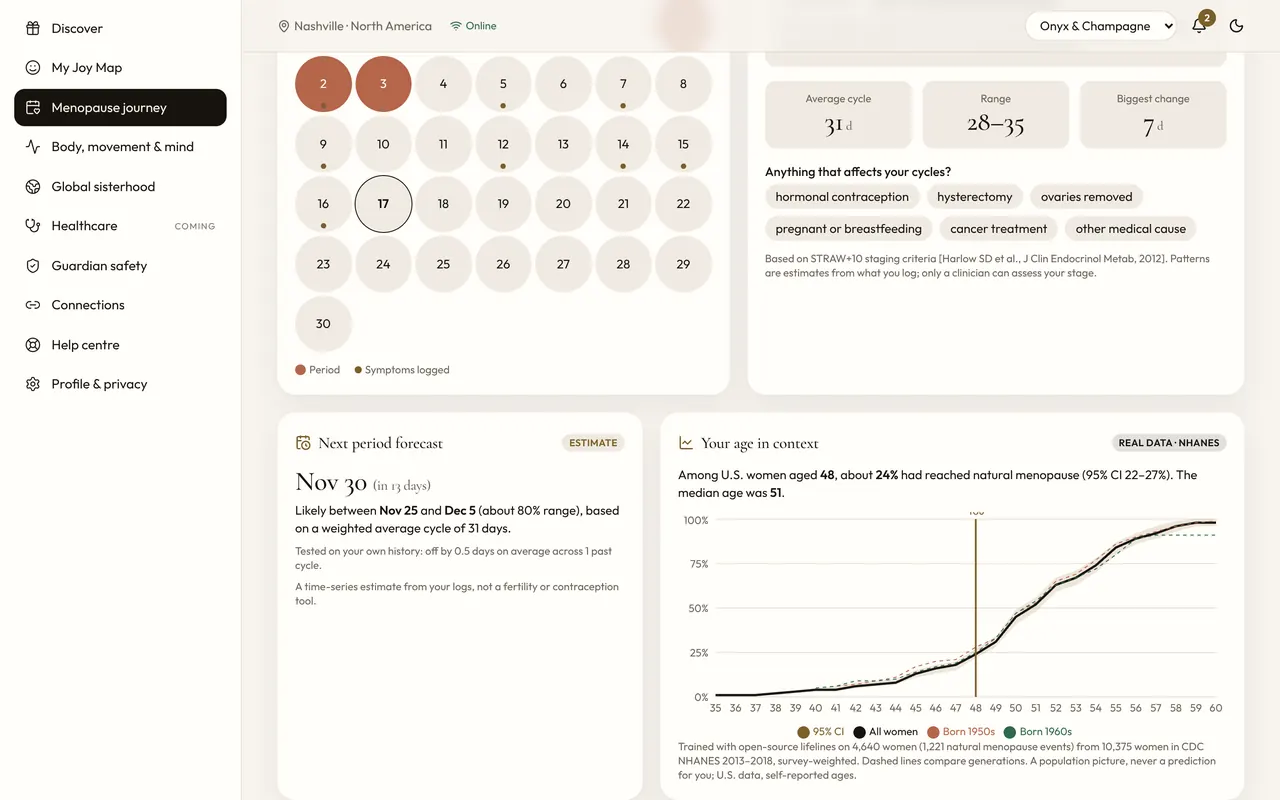 Discover
My Joy Map
Menopause journey
Body, movement & mind
Global sisterhood
Healthcare COMING
Guardian safety
Connections
Help centre
Profile & privacy
Nashville · North America Online
Onyx & Champagne 2
2 3 4 5 6 7 8
9 10 11 12 13 14 15
16 17 18 19 20 21 22
23 24 25 26 27 28 29
30
Period Symptoms logged
Average cycle
31 d
Range
28–35
Biggest change
7 d
Anything that affects your cycles?
hormonal contraception hysterectomy ovaries removed
pregnant or breastfeeding cancer treatment other medical cause
Based on STRAW+10 staging criteria [Harlow SD et al., J Clin Endocrinol Metab, 2012]. Patterns
are estimates from what you log; only a clinician can assess your stage.
Next period forecast ESTIMATE
Nov 30 (in 13 days)
Likely between Nov 25 and Dec 5 (about 80% range), based
on a weighted average cycle of 31 days.
Tested on your own history: off by 0.5 days on average across 1 past
cycle.
A time-series estimate from your logs, not a fertility or contraception
tool.
Your age in context REAL DATA · NHANES
Among U.S. women aged 48, about 24% had reached natural menopause (95% CI 22–27%). The
median age was 51.
100%
75%
50%
25%
0%
35 36 37 38 39 40 41 42 43 44 45 46 47 48 49 50 51 52 53 54 55 56 57 58 59 60
95% CI All women Born 1950s Born 1960s
Trained with open-source lifelines on 4,640 women (1,221 natural menopause events) from 10,375 women in CDC
NHANES 2013–2018, survey-weighted. Dashed lines compare generations. A population picture, never a prediction
for you; U.S. data, self-reported ages.